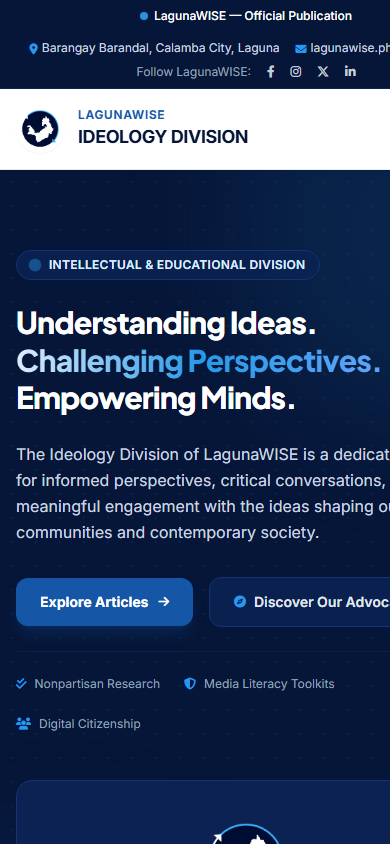 LagunaWISE — Official Publication
Barangay Barandal, Calamba City, Laguna lagunawise.ph
Follow LagunaWISE:
LAGUNAWISE
IDEOLOGY DIVISION
INTELLECTUAL & EDUCATIONAL DIVISION
Understanding Ideas.
Challenging Perspectives.
Empowering Minds.
The Ideology Division of LagunaWISE is a dedicat
for informed perspectives, critical conversations,
meaningful engagement with the ideas shaping ou
communities and contemporary society.
Explore Articles → Discover Our Advoc
Nonpartisan Research Media Literacy Toolkits
Digital Citizenship